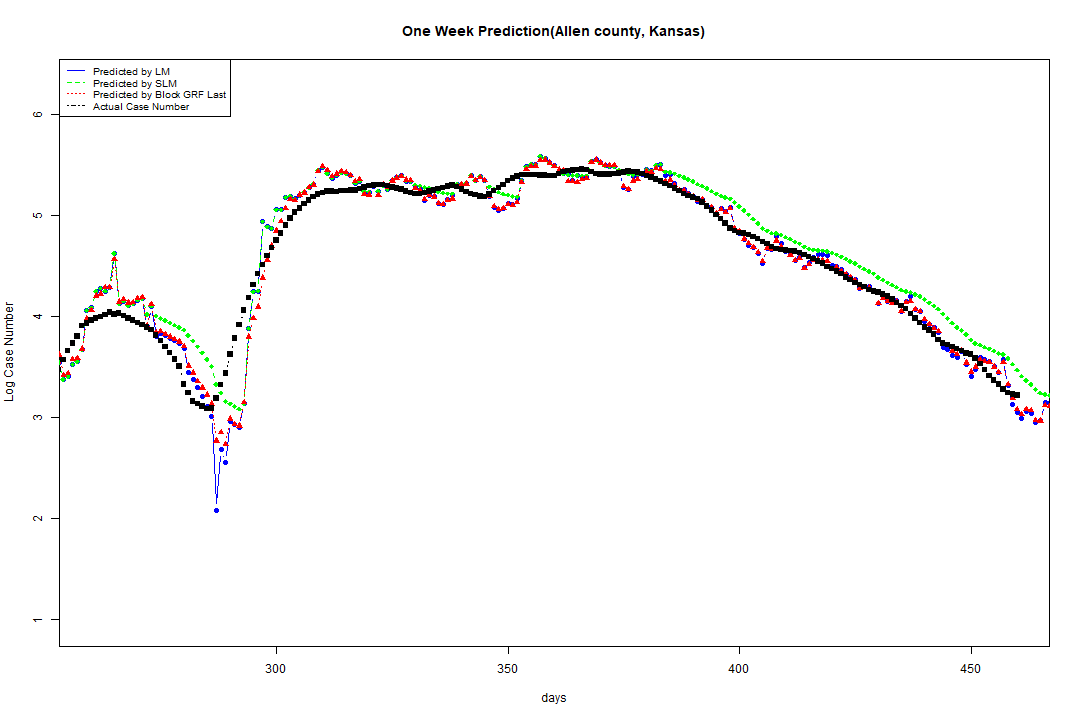 One Week Prediction(Allen county, Kansas)
Predicted by LM
Predicted by SLM
Predicted by Block GRF Last
Actual Case Number
6
5
4
3
2
1
Log Case Number
300 350 400 450
days